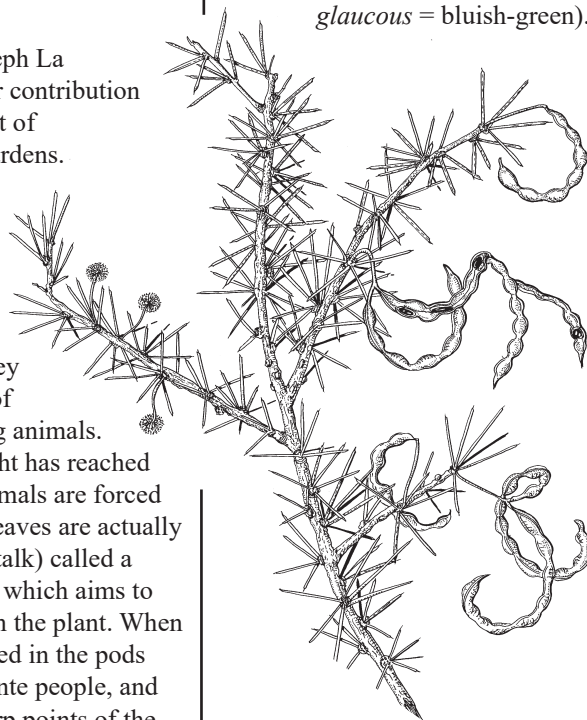 glaucous = bluish-green).
eph La
r contribution
t of
rdens.
ey
of
g animals.
ht has reached
mals are forced
eaves are actually
talk) called a
which aims to
n the plant. When
ed in the pods
nte people, and
rp points of the